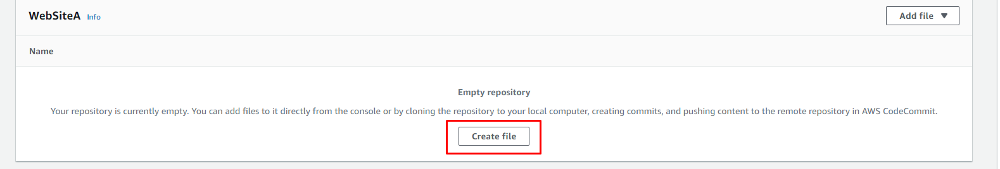 WebSiteA Info
Add file
Name
Empty repository
Your repository is currently empty. You can add files to it directly from the console or by cloning the repository to your local computer, creating commits, and pushing content to the remote repository in AWS CodeCommit.
Create file